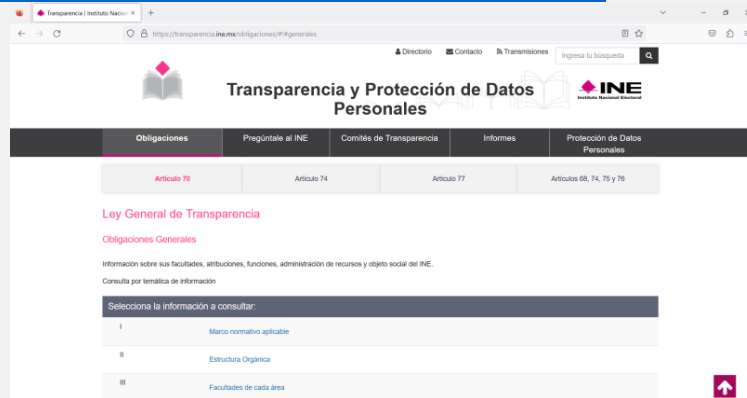 Transparencia | Instituto Nacion
https://transparencia.ine.mx/obligaciones/#!#generales
Directorio Contacto Transmisiones Ingresa tu búsqueda
Transparencia y Protección de Datos
Personales
INE
Instituto Nacional Electoral
Obligaciones Pregúntale al INE Comités de Transparencia Informes Protección de Datos
Personales
Artículo 70 Artículo 74 Artículo 77 Artículos 68, 74, 75 y 76
Ley General de Transparencia
Obligaciones Generales
Información sobre sus facultades, atribuciones, funciones, administración de recursos y objeto social del INE.
Consulta por temática de información
Selecciona la información a consultar:
I Marco normativo aplicable
II Estructura Orgánica
III Facultades de cada área